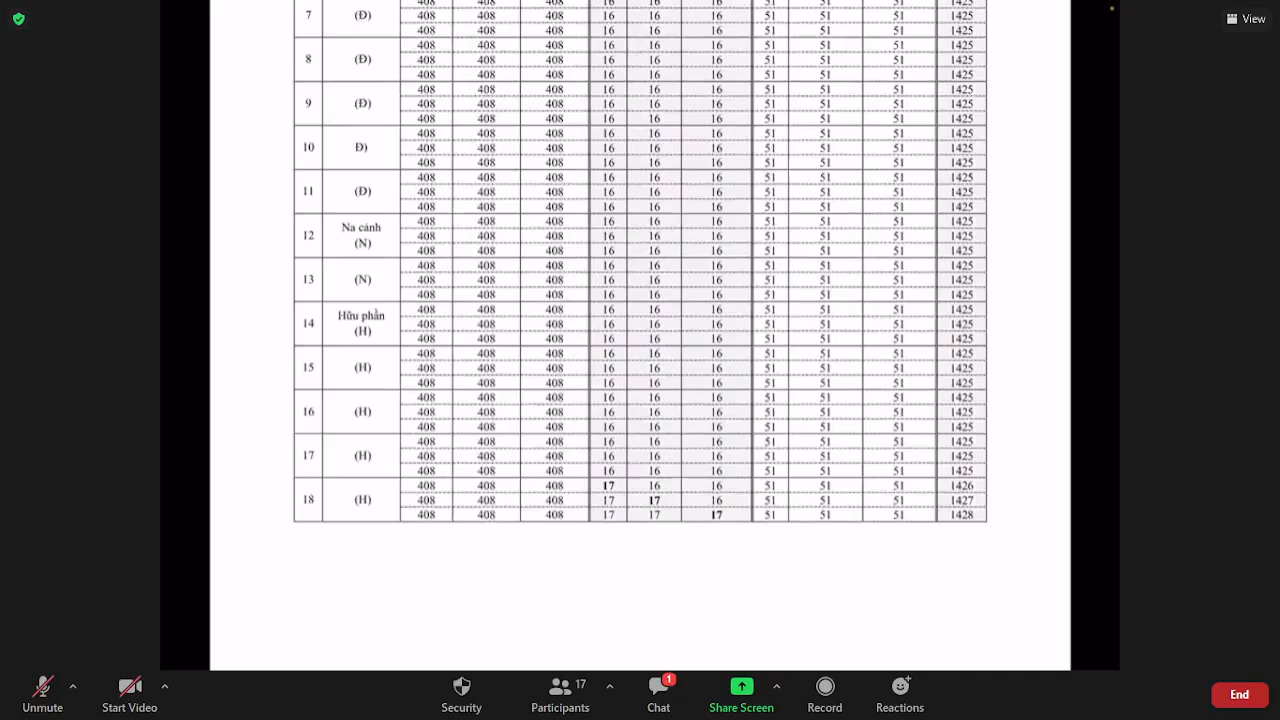 View
408 408 408 16 16 16 51 51 51 1425
7 (Đ) 408 408 408 16 16 16 51 51 51 1425
408 408 408 16 16 16 51 51 51 1425
408 408 408 16 16 16 51 51 51 1425
8 (Đ) 408 408 408 16 16 16 51 51 51 1425
408 408 408 16 16 16 51 51 51 1425
408 408 408 16 16 16 51 51 51 1425
9 (Đ) 408 408 408 16 16 16 51 51 51 1425
408 408 408 16 16 16 51 51 51 1425
408 408 408 16 16 16 51 51 51 1425
10 Đ) 408 408 408 16 16 16 51 51 51 1425
408 408 408 16 16 16 51 51 51 1425
408 408 408 16 16 16 51 51 51 1425
11 (Đ) 408 408 408 16 16 16 51 51 51 1425
408 408 408 16 16 16 51 51 51 1425
408 408 408 16 16 16 51 51 51 1425
12 Na cảnh (N) 408 408 408 16 16 16 51 51 51 1425
408 408 408 16 16 16 51 51 51 1425
408 408 408 16 16 16 51 51 51 1425
13 (N) 408 408 408 16 16 16 51 51 51 1425
408 408 408 16 16 16 51 51 51 1425
408 408 408 16 16 16 51 51 51 1425
14 Hữu phần (H) 408 408 408 16 16 16 51 51 51 1425
408 408 408 16 16 16 51 51 51 1425
408 408 408 16 16 16 51 51 51 1425
15 (H) 408 408 408 16 16 16 51 51 51 1425
408 408 408 16 16 16 51 51 51 1425
408 408 408 16 16 16 51 51 51 1425
16 (H) 408 408 408 16 16 16 51 51 51 1425
408 408 408 16 16 16 51 51 51 1425
408 408 408 16 16 16 51 51 51 1425
17 (H) 408 408 408 16 16 16 51 51 51 1425
408 408 408 16 16 16 51 51 51 1425
408 408 408 17 16 16 51 51 51 1426
18 (H) 408 408 408 17 17 16 51 51 51 1427
408 408 408 17 17 17 51 51 51 1428
17 1
Unmute Start Video Security Participants Chat Share Screen Record Reactions End